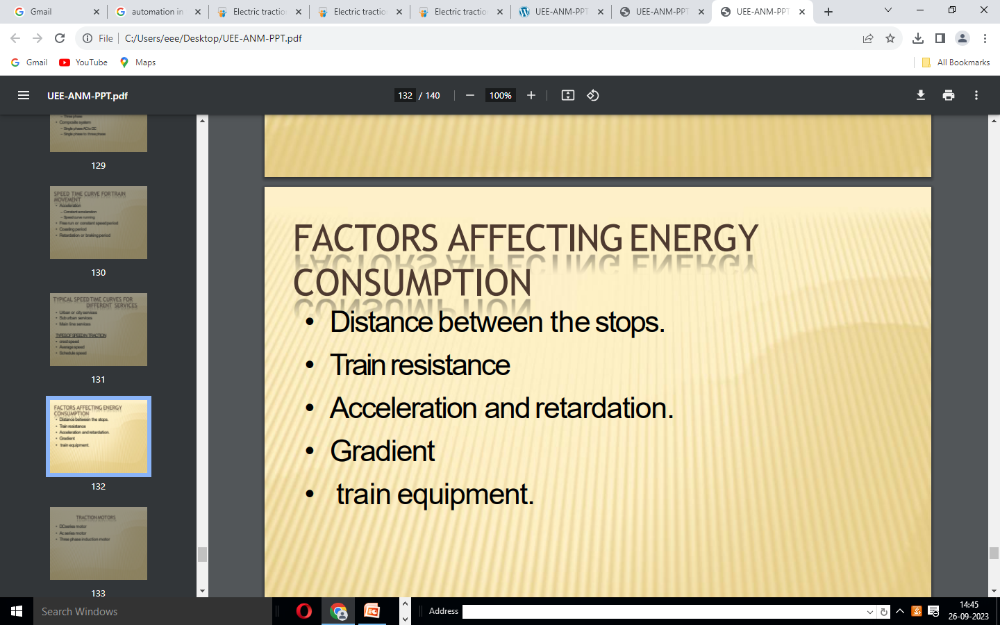 Gmail
automation in
Electric tractio
Electric tractio
Electric tractio
UEE-ANM-PPT
UEE-ANM-PPT
UEE-ANM-PPT
File
C:/Users/eee/Desktop/UEE-ANM-PPT.pdf
Gmail
YouTube
Maps
All Bookmarks
UEE-ANM-PPT.pdf
132 / 140
100%
– Three phase
• Composite system
– Single phase AC to DC
– Single phase to three phase
129
SPEED TIME CURVE FOR TRAIN
MOVEMENT
• Acceleration
– Constant acceleration
– Speed curve running
• Free run or constant speed period
• Coasting period
• Retardation or braking period
130
TYPICAL SPEED TIME CURVES FOR
DIFFERENT SERVICES
• Urban or city services
• Suburban services
• Main line services
TYPES OF SPEED IN TRACTION
• crest speed
• Average speed
• Schedule speed
131
FACTORS AFFECTING ENERGY
CONSUMPTION
• Distance between the stops.
• Train resistance
• Acceleration and retardation.
• Gradient
• train equipment.
132
TRACTION MOTORS
• DC series motor
• Ac series motor
• Three phase induction motor
133
FACTORS AFFECTING ENERGY
CONSUMPTION
• Distance between the stops.
• Train resistance
• Acceleration and retardation.
• Gradient
• train equipment.
Search Windows
Address
14:45
26-09-2023